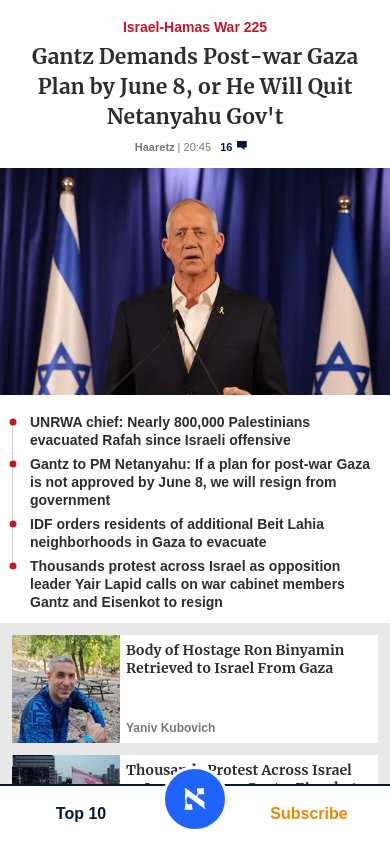 Israel-Hamas War 225
Gantz Demands Post-war Gaza
Plan by June 8, or He Will Quit
Netanyahu Gov't
Haaretz | 20:45 16
UNRWA chief: Nearly 800,000 Palestinians
evacuated Rafah since Israeli offensive
Gantz to PM Netanyahu: If a plan for post-war Gaza
is not approved by June 8, we will resign from
government
IDF orders residents of additional Beit Lahia
neighborhoods in Gaza to evacuate
Thousands protest across Israel as opposition
leader Yair Lapid calls on war cabinet members
Gantz and Eisenkot to resign
Body of Hostage Ron Binyamin
Retrieved to Israel From Gaza
Yaniv Kubovich
Thousands Protest Across Israel
Top 10
Subscribe